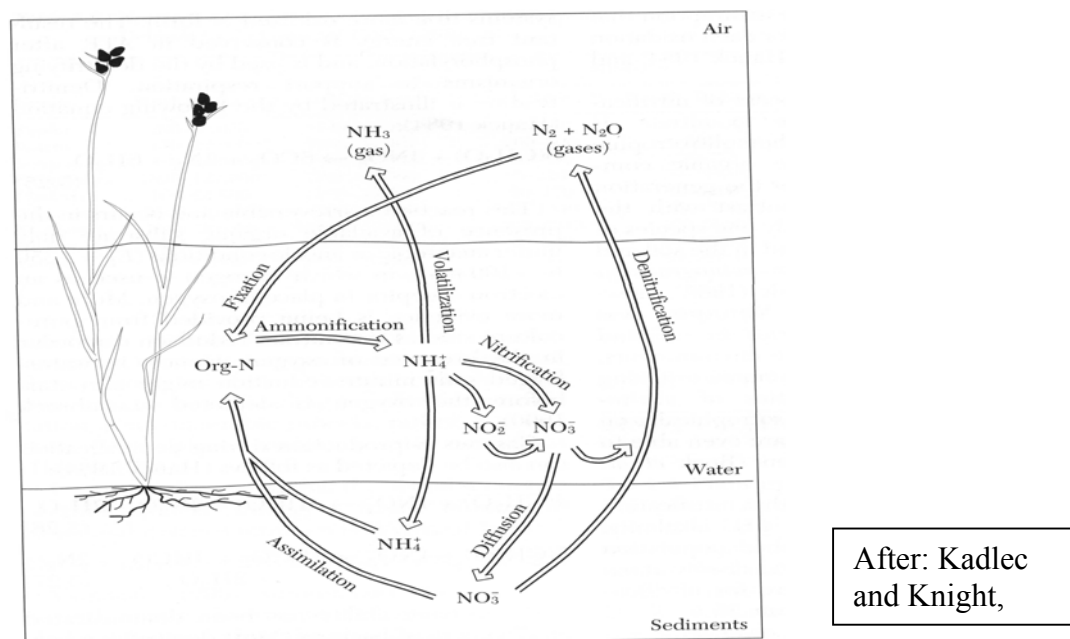 Air
NH₃
(gas)
N₂ + N₂O
(gases)
Fixation
Volatilization
Denitrification
Ammonification
Org-N
NH₄⁺
Nitrification
NO₂⁻
NO₃⁻
Water
NH₄⁺
Diffusion
Assimilation
NO₃⁻
Sediments
After: Kadlec
and Knight,